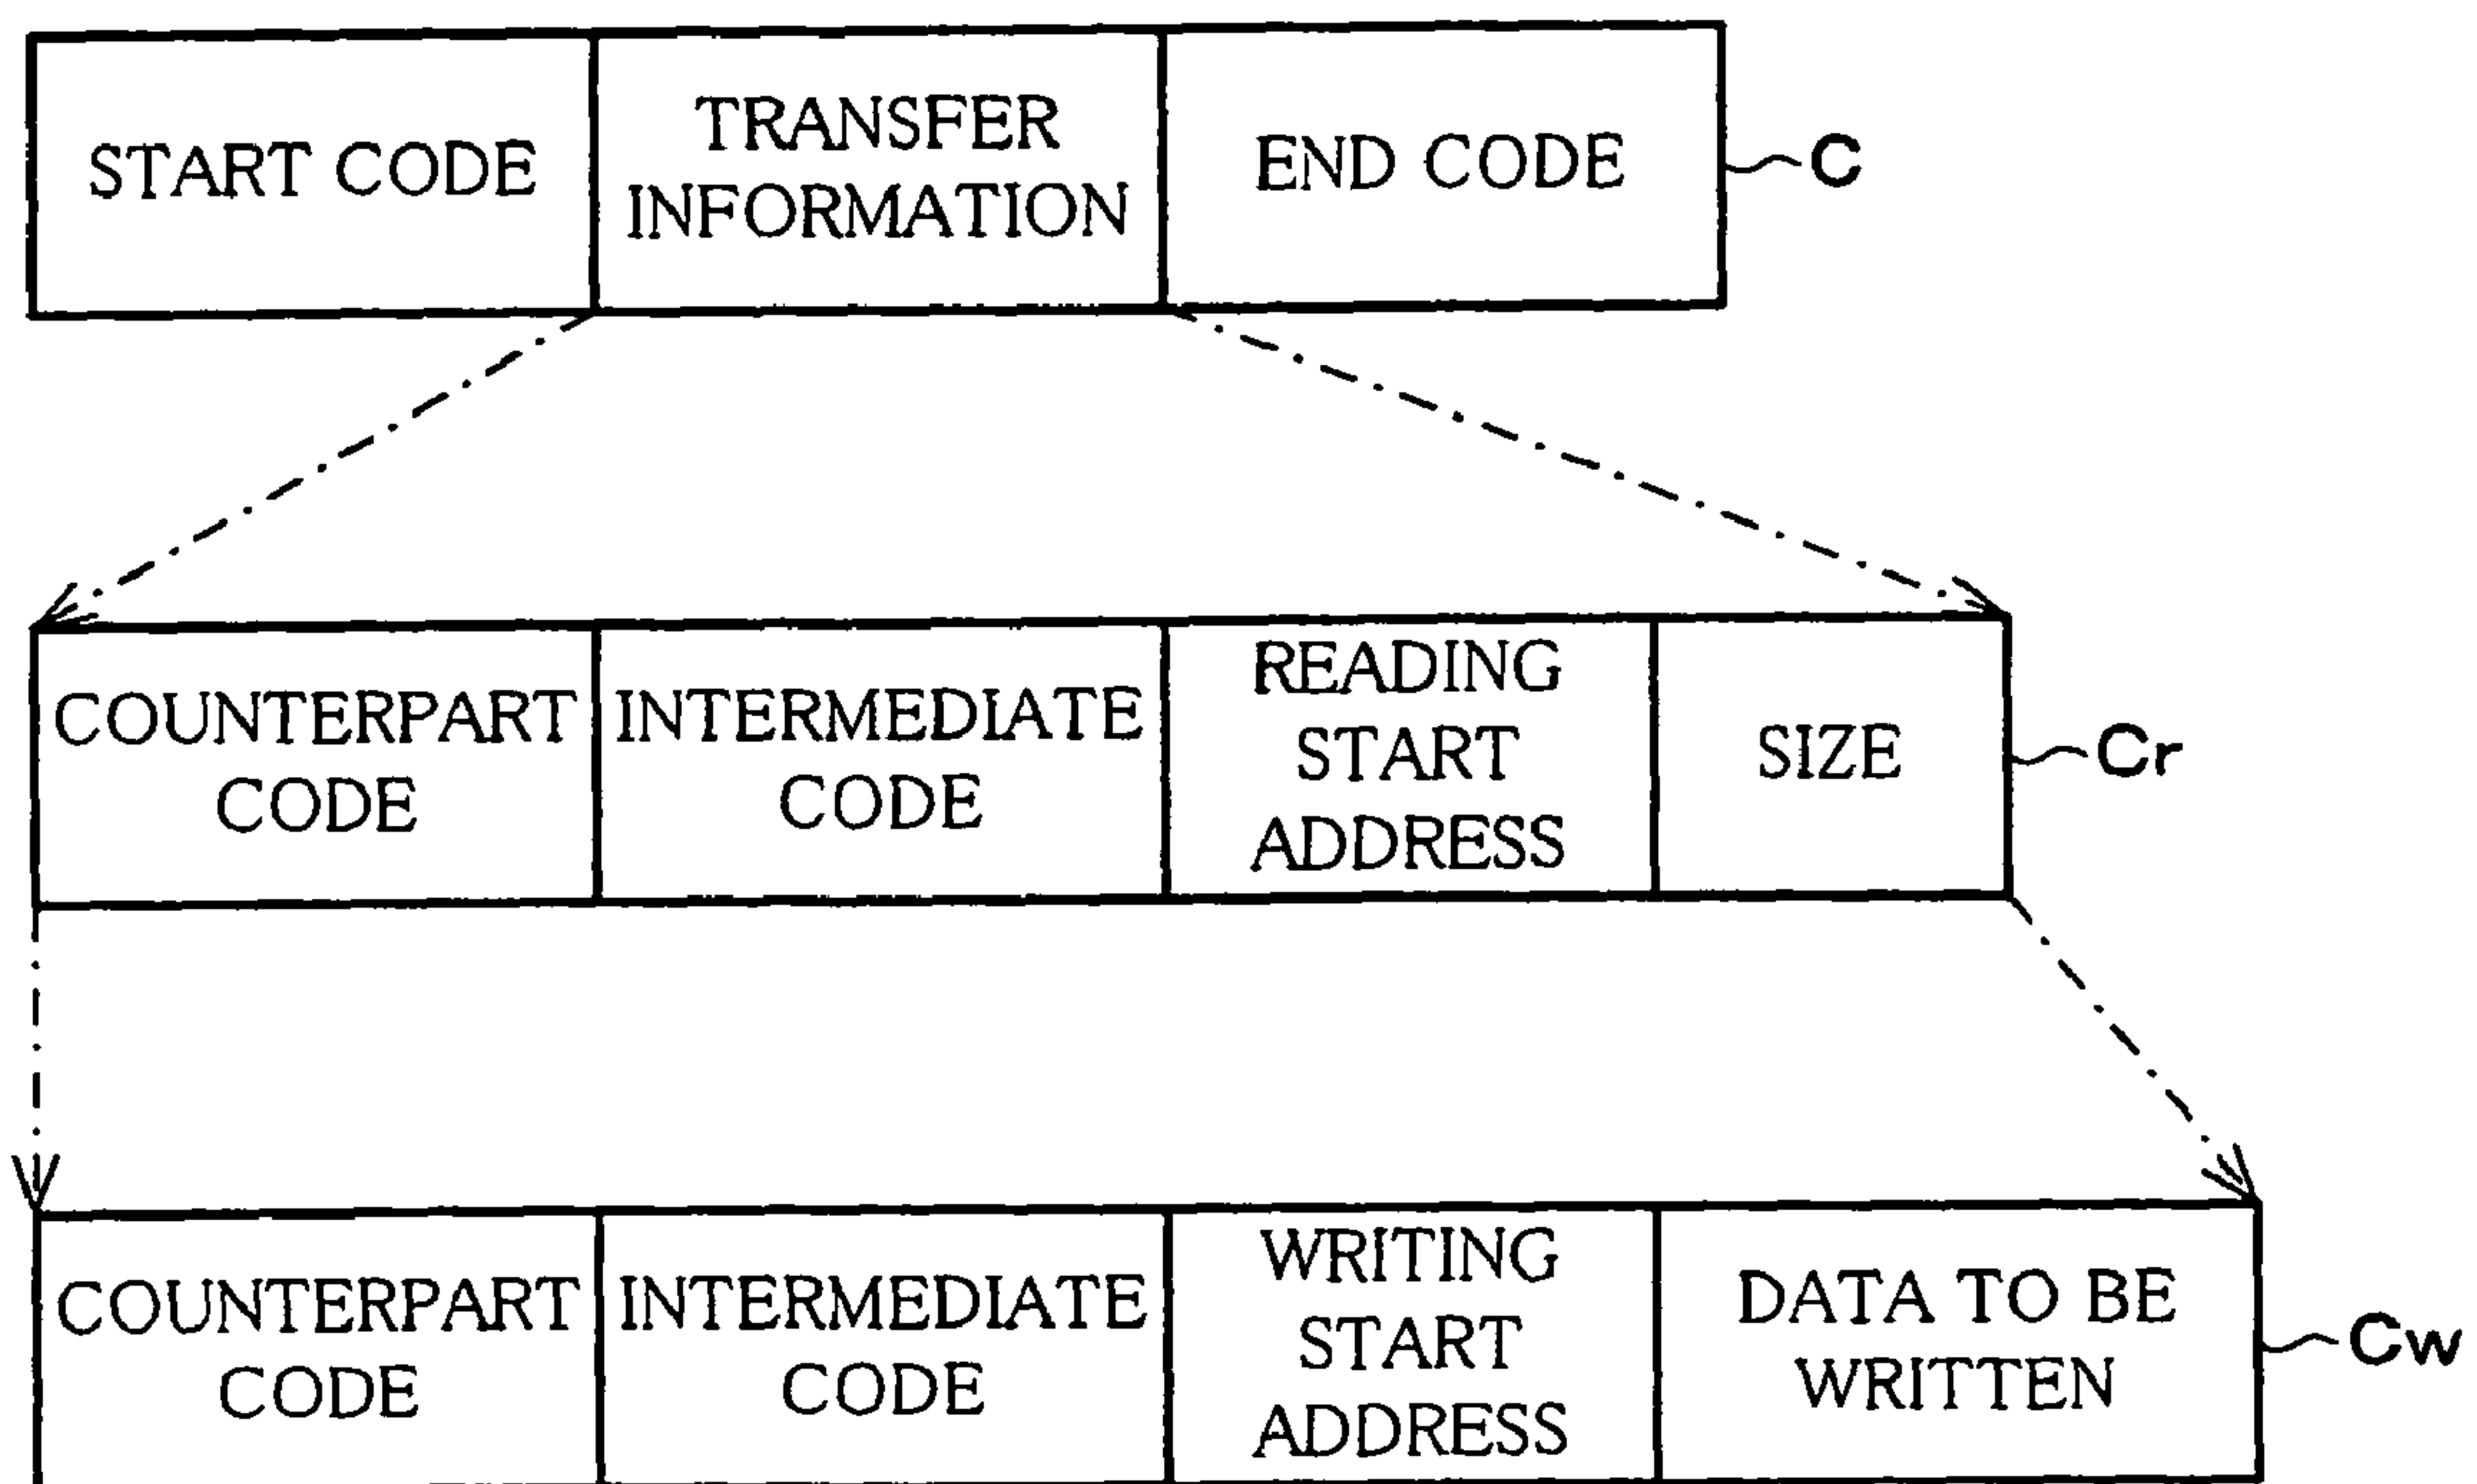 START CODE
TRANSFER
INFORMATION
END CODE
C
COUNTERPART
CODE
INTERMEDIATE
CODE
READING
START
ADDRESS
SIZE
Cr
COUNTERPART
CODE
INTERMEDIATE
CODE
WRITING
START
ADDRESS
DATA TO BE
WRITTEN
Cw